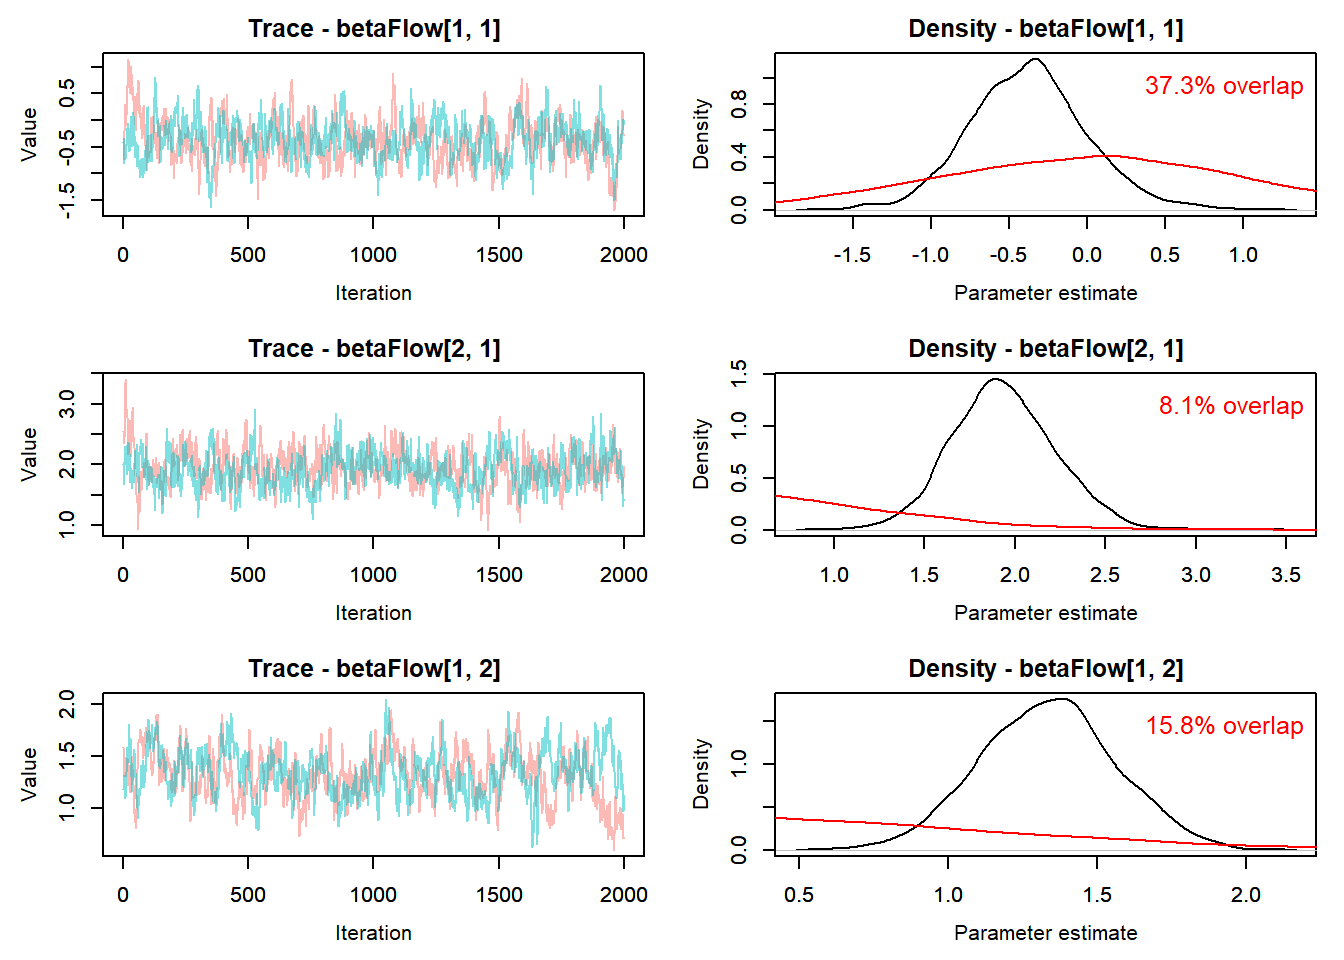 Trace - betaFlow[1, 1]
Value
-1.5 -0.5 0.5
0 500 1000 1500 2000
Iteration
Density - betaFlow[1, 1]
Density
0.0 0.4 0.8
37.3% overlap
-1.5 -1.0 -0.5 0.0 0.5 1.0
Parameter estimate
Trace - betaFlow[2, 1]
Value
1.0 2.0 3.0
0 500 1000 1500 2000
Iteration
Density - betaFlow[2, 1]
Density
0.0 0.5 1.0 1.5
8.1% overlap
1.0 1.5 2.0 2.5 3.0 3.5
Parameter estimate
Trace - betaFlow[1, 2]
Value
1.0 1.5 2.0
0 500 1000 1500 2000
Iteration
Density - betaFlow[1, 2]
Density
0.0 1.0
15.8% overlap
0.5 1.0 1.5 2.0
Parameter estimate